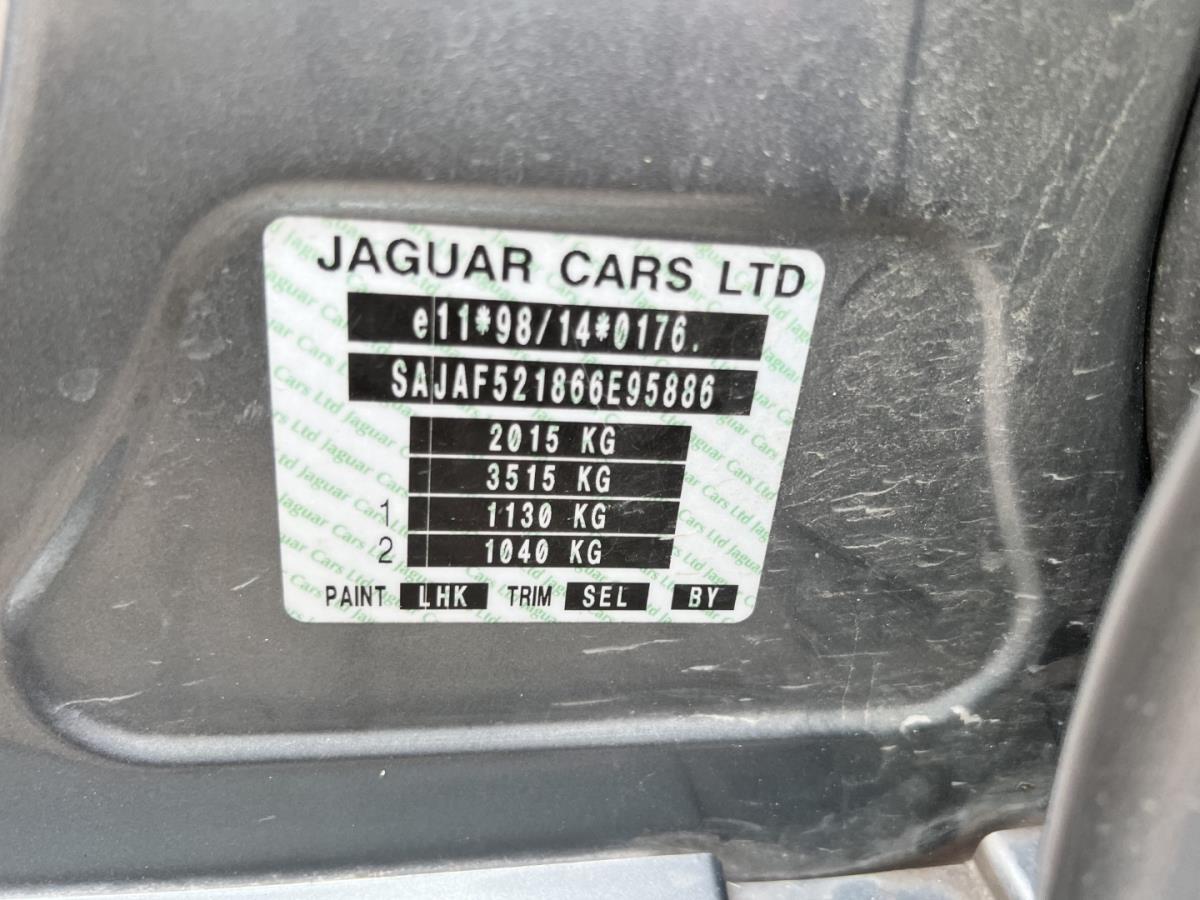 JAGUAR CARS LTD
e11*98/14*0176.
SAJAF521866E95886
2015 KG
3515 KG
1 1130 KG
2 1040 KG
PAINT LHK TRIM SEL BY